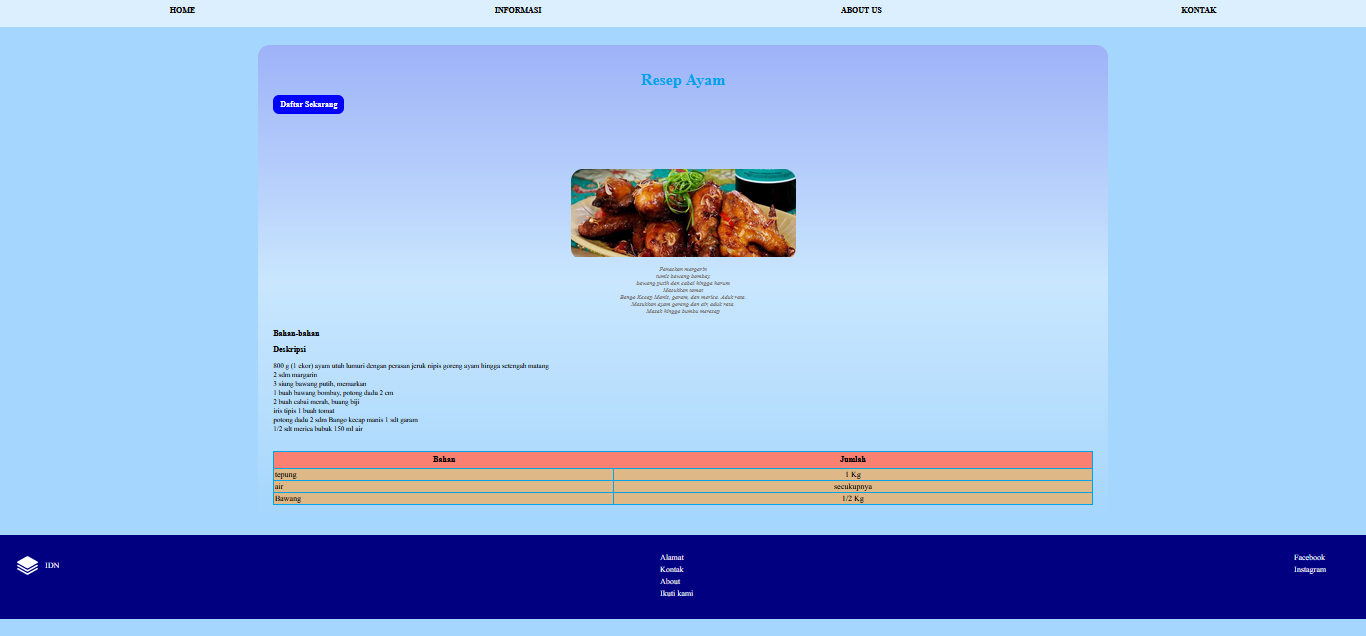 HOME INFORMASI ABOUT US KONTAK
Resep Ayam
Daftar Sekarang
Panaskan margarin
tumis bawang bombay
bawang putih dan cabai hingga harum
Masukkan tomat
Bango Kecap Manis, garam, dan merica. Aduk rata.
Masukkan ayam goreng dan air, aduk rata
Masak hingga bumbu meresap
Bahan-bahan
Deskripsi
800 g (1 ekor) ayam utuh lumuri dengan perasan jeruk nipis goreng ayam hingga setengah matang
2 sdm margarin
3 siung bawang putih, memarkan
1 buah bawang bombay, potong dadu 2 cm
2 buah cabai merah, buang biji
iris tipis 1 buah tomat
potong dadu 2 sdm Bango kecap manis 1 sdt garam
1/2 sdt merica bubuk 150 ml air
Bahan Jumlah
tepung 1 Kg
air secukupnya
Bawang 1/2 Kg
IDN
Alamat
Kontak
About
Ikuti kami
Facebook
Instagram